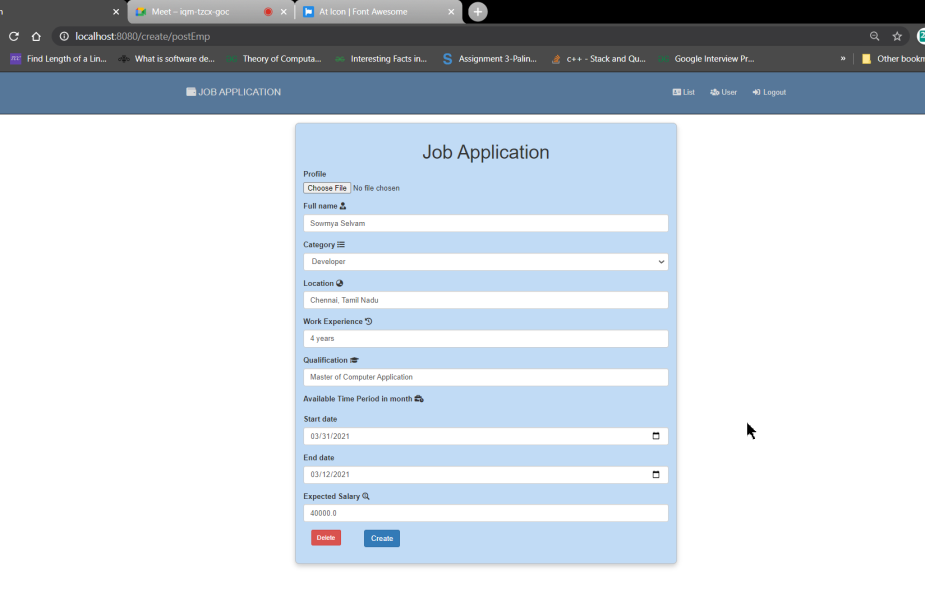 n
Meet – iqm-tzcx-goc
At Icon | Font Awesome
localhost:8080/create/postEmp
Find Length of a Lin... What is software de... Theory of Computa... Interesting Facts in... Assignment 3-Palin... c++ - Stack and Qu... Google Interview Pr... » Other bookm
JOB APPLICATION List User Logout
Job Application
Profile
Choose File No file chosen
Full name
Sowmya Selvam
Category
Developer
Location
Chennai, Tamil Nadu
Work Experience
4 years
Qualification
Master of Computer Application
Available Time Period in month
Start date
03/31/2021
End date
03/12/2021
Expected Salary
40000.0
Delete Create